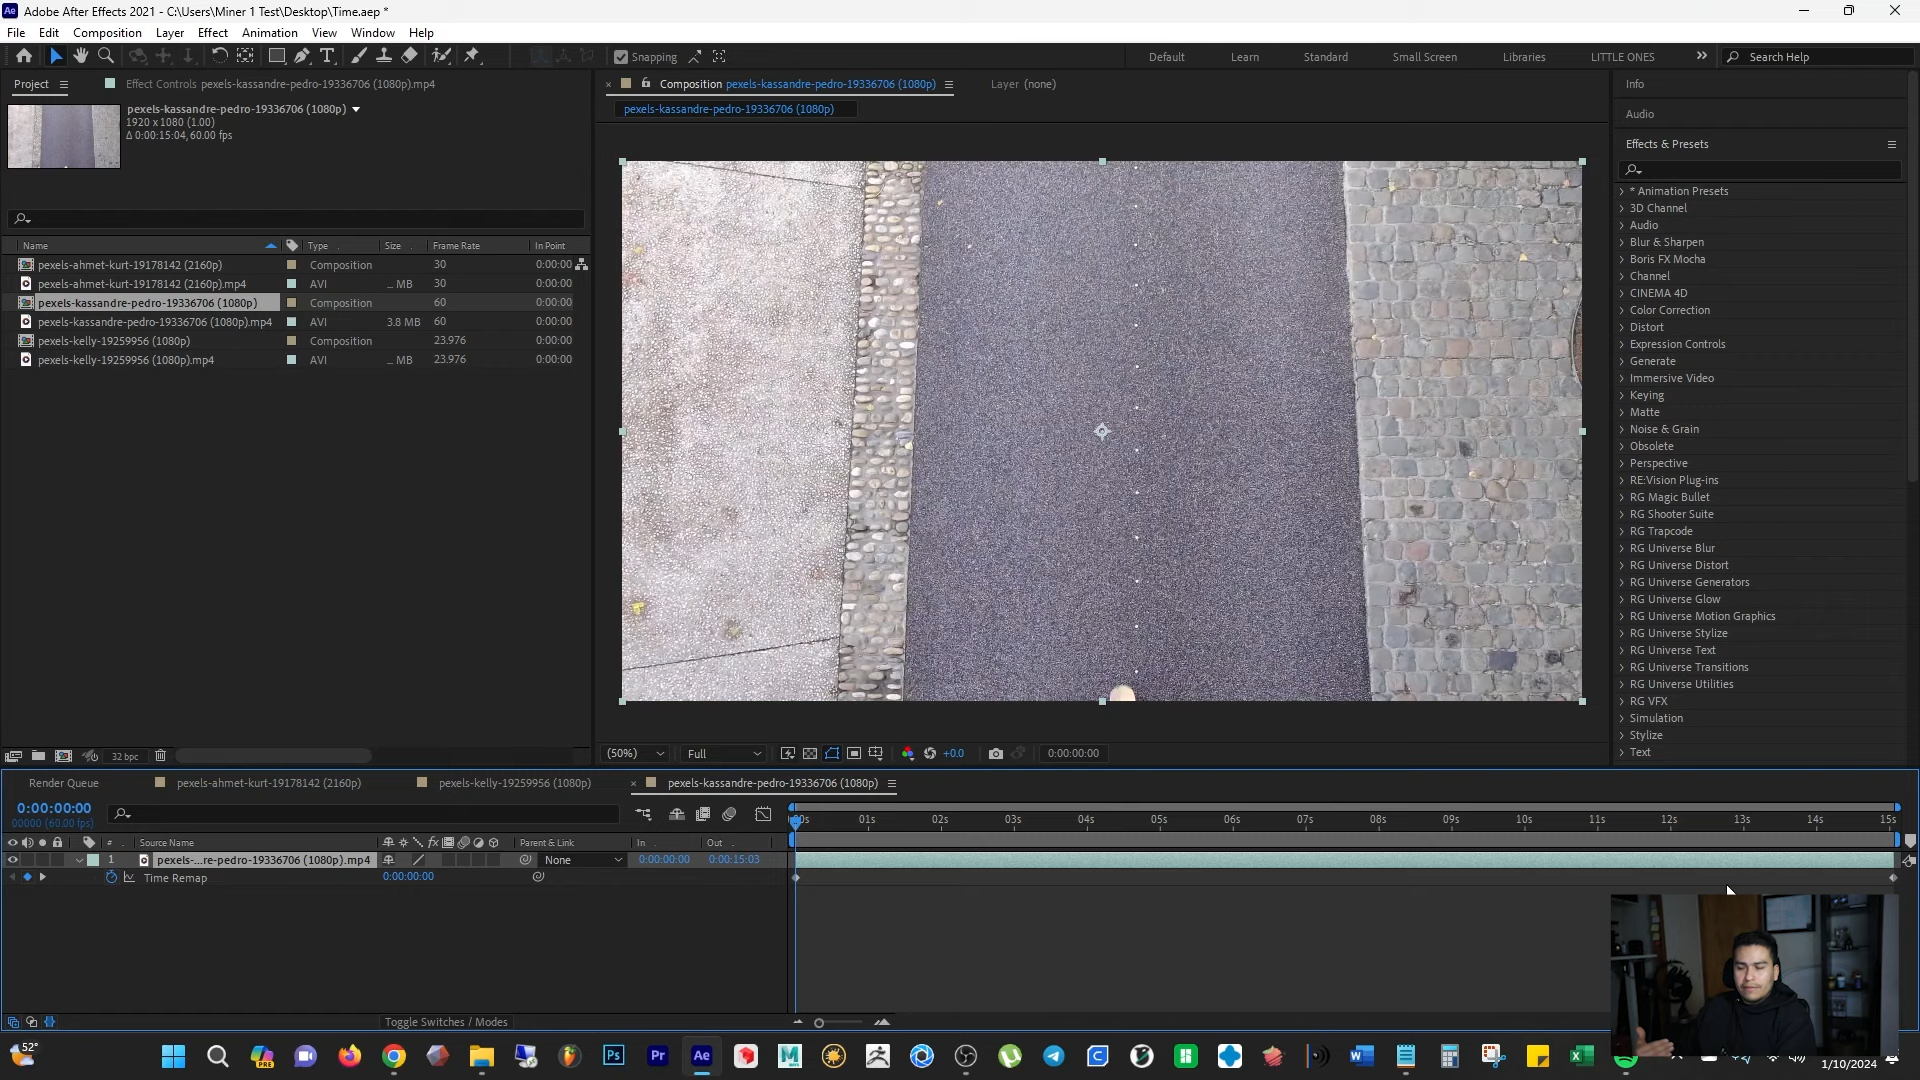 Adobe After Effects 2021 - C:\Users\Miner 1 Test\Desktop\Time.aep *
File Edit Composition Layer Effect Animation View Window Help
Snapping Default Learn Standard Small Screen Libraries LITTLE ONES Search Help
Project Effect Controls pexels-kassandre-pedro-19336706 (1080p).mp4
Composition pexels-kassandre-pedro-19336706 (1080p) Layer (none)
pexels-kassandre-pedro-19336706 (1080p)
pexels-kassandre-pedro-19336706 (1080p)
1920 x 1080 (1.00)
Δ 0:00:15:04, 60.00 fps
Name Type Size Frame Rate In Point
pexels-ahmet-kurt-19178142 (2160p) Composition 30 0:00:00
pexels-ahmet-kurt-19178142 (2160p).mp4 AVI ... MB 30 0:00:00
pexels-kassandre-pedro-19336706 (1080p) Composition 60 0:00:00
pexels-kassandre-pedro-19336706 (1080p).mp4 AVI 3.8 MB 60 0:00:00
pexels-kelly-19259956 (1080p) Composition 23.976 0:00:00
pexels-kelly-19259956 (1080p).mp4 AVI ... MB 23.976 0:00:00
32 bpc
(50%) Full +0.0 0:00:00:00
Info
Audio
Effects & Presets
* Animation Presets
3D Channel
Audio
Blur & Sharpen
Boris FX Mocha
Channel
CINEMA 4D
Color Correction
Distort
Expression Controls
Generate
Immersive Video
Keying
Matte
Noise & Grain
Obsolete
Perspective
RE:Vision Plug-ins
RG Magic Bullet
RG Shooter Suite
RG Trapcode
RG Universe Blur
RG Universe Distort
RG Universe Generators
RG Universe Glow
RG Universe Motion Graphics
RG Universe Stylize
RG Universe Text
RG Universe Transitions
RG Universe Utilities
RG VFX
Simulation
Stylize
Text
Render Queue pexels-ahmet-kurt-19178142 (2160p) pexels-kelly-19259956 (1080p) pexels-kassandre-pedro-19336706 (1080p)
0:00:00:00
00000 (60.00 fps)
00s 01s 02s 03s 04s 05s 06s 07s 08s 09s 10s 11s 12s 13s 14s 15s
# Source Name Parent & Link In Out
1 pexels-...re-pedro-19336706 (1080p).mp4 None 0:00:00:00 0:00:15:03
Time Remap 0:00:00:00
Toggle Switches / Modes
52°
1/10/2024